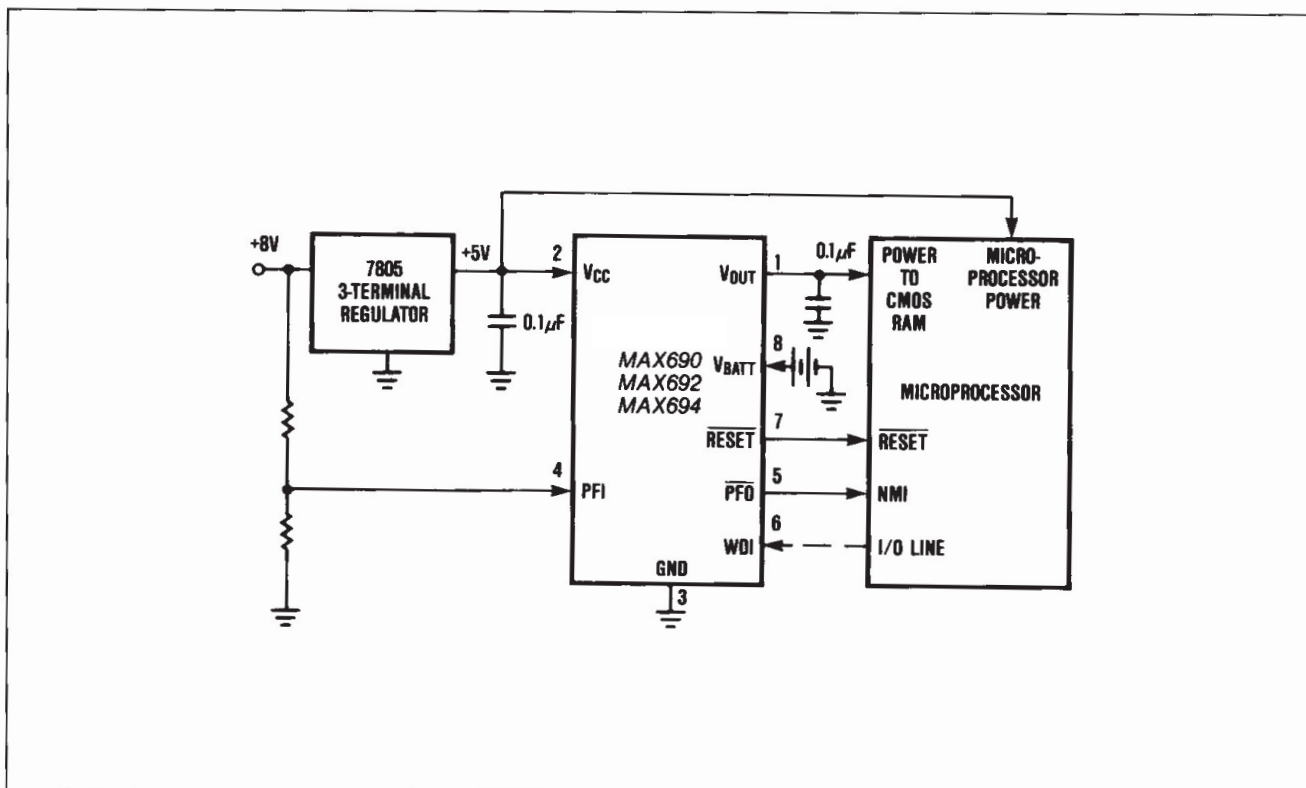 +8V
7805
3-TERMINAL
REGULATOR
+5V
0.1µF
2
VCC
MAX690
MAX692
MAX694
4
PFI
GND
3
VOUT
1
0.1µF
VBATT
8
RESET
7
PFO
5
WDI
6
POWER
TO
CMOS
RAM
MICRO-
PROCESSOR
POWER
MICROPROCESSOR
RESET
NMI
I/O LINE